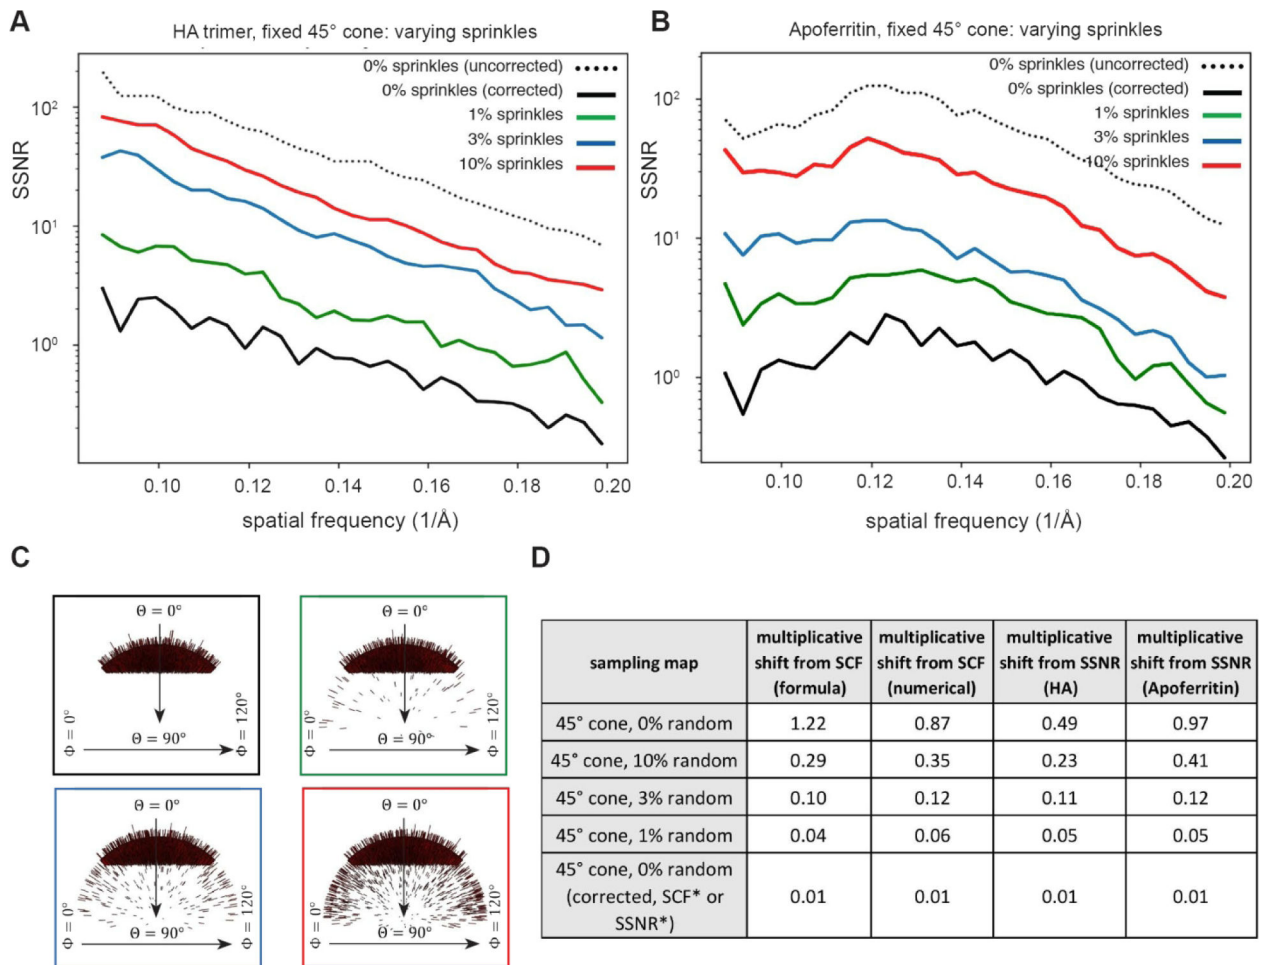 A
HA trimer, fixed 45° cone: varying sprinkles
0% sprinkles (uncorrected)
0% sprinkles (corrected)
1% sprinkles
3% sprinkles
10% sprinkles
SSNR
10²
10¹
10⁰
0.10 0.12 0.14 0.16 0.18 0.20
spatial frequency (1/Å)
B
Apoferritin, fixed 45° cone: varying sprinkles
0% sprinkles (uncorrected)
0% sprinkles (corrected)
1% sprinkles
3% sprinkles
10% sprinkles
SSNR
10²
10¹
10⁰
0.10 0.12 0.14 0.16 0.18 0.20
spatial frequency (1/Å)
C
Θ = 0°
Φ = 0°
Θ = 90°
Φ = 120°
Θ = 0°
Φ = 0°
Θ = 90°
Φ = 120°
Θ = 0°
Φ = 0°
Θ = 90°
Φ = 120°
Θ = 0°
Φ = 0°
Θ = 90°
Φ = 120°
D
sampling map
multiplicative
shift from SCF
(formula)
multiplicative
shift from SCF
(numerical)
multiplicative
shift from SSNR
(HA)
multiplicative
shift from SSNR
(Apoferritin)
45° cone, 0% random 1.22 0.87 0.49 0.97
45° cone, 10% random 0.29 0.35 0.23 0.41
45° cone, 3% random 0.10 0.12 0.11 0.12
45° cone, 1% random 0.04 0.06 0.05 0.05
45° cone, 0% random
(corrected, SCF* or
SSNR*)
0.01 0.01 0.01 0.01